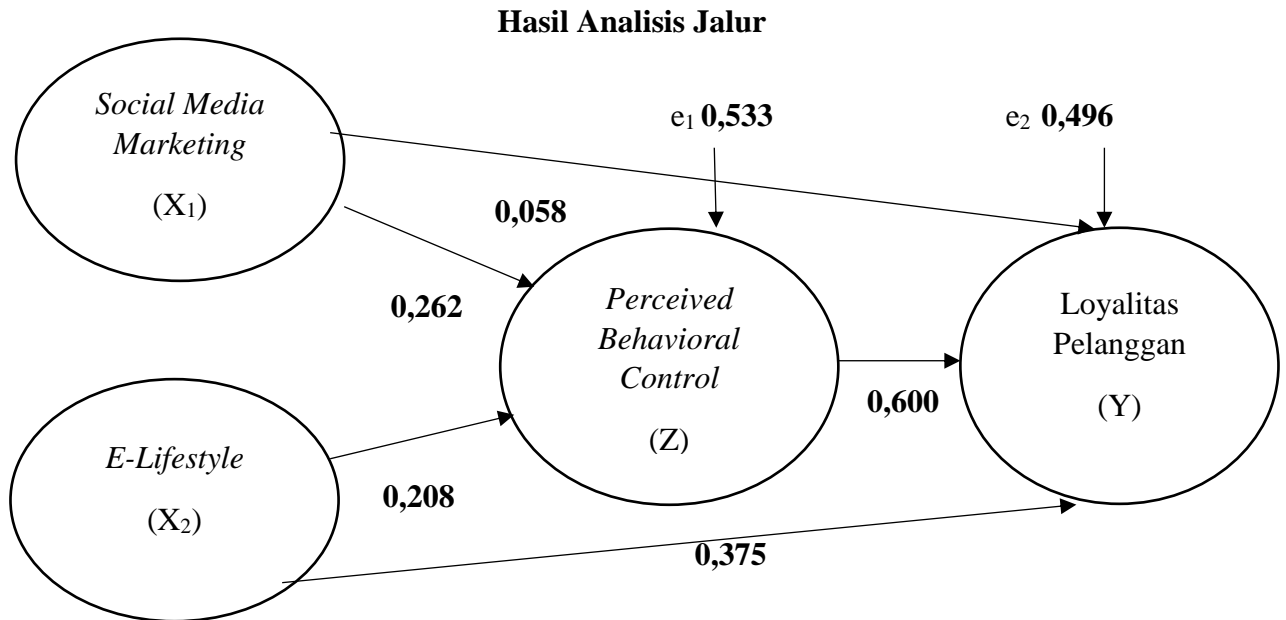 Hasil Analisis Jalur
Social Media
Marketing
(X₁)
e₁ 0,533
e₂ 0,496
0,058
0,262
Perceived
Behavioral
Control
(Z)
Loyalitas
Pelanggan
(Y)
0,600
E-Lifestyle
(X₂)
0,208
0,375